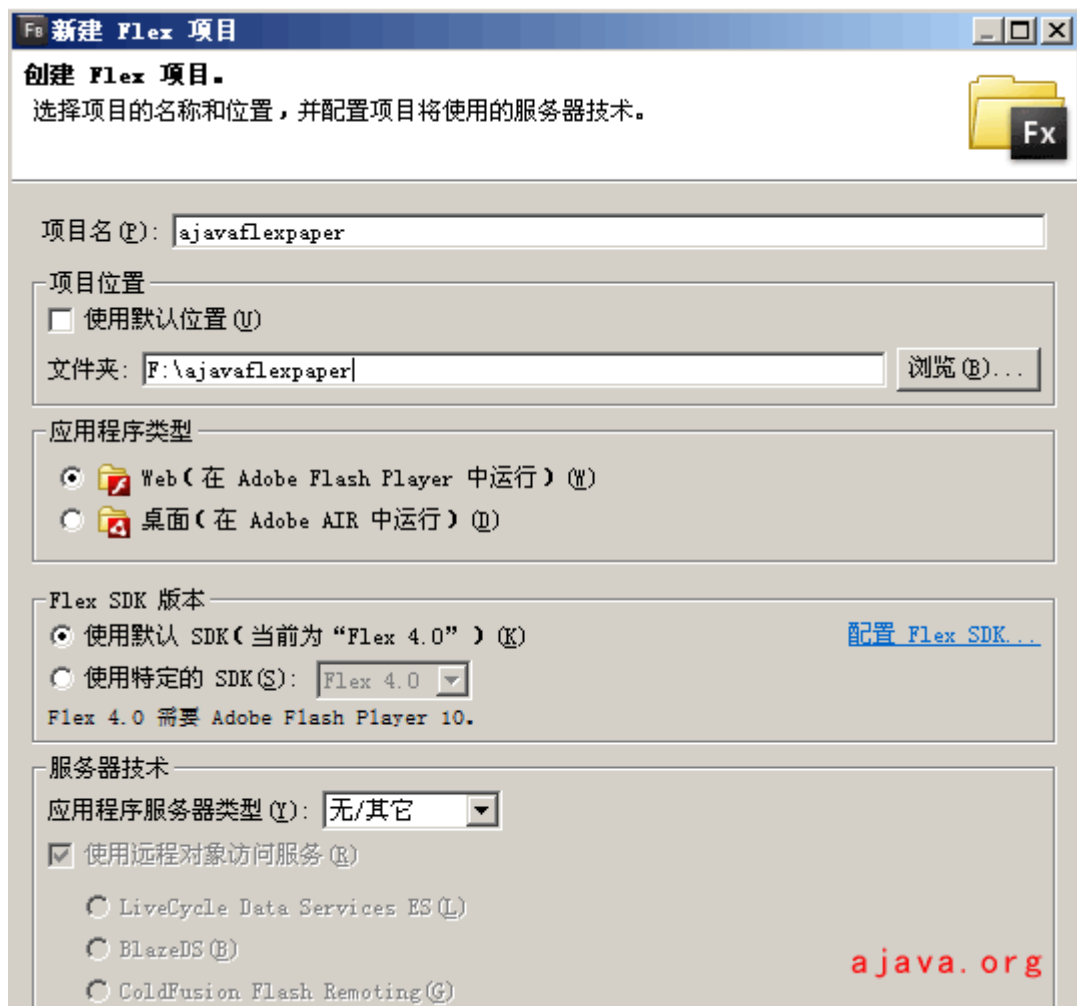 FB 新建 Flex 项目
创建 Flex 项目。
选择项目的名称和位置，并配置项目将使用的服务器技术。
Fx
项目名(P): ajavaflexpaper
项目位置
使用默认位置(U)
文件夹: F:\ajavaflexpaper 浏览(B)...
应用程序类型
Web（在 Adobe Flash Player 中运行）(W)
桌面（在 Adobe AIR 中运行）(D)
Flex SDK 版本
使用默认 SDK（当前为“Flex 4.0”）(K) 配置 Flex SDK...
使用特定的 SDK(S): Flex 4.0
Flex 4.0 需要 Adobe Flash Player 10。
服务器技术
应用程序服务器类型(Y): 无/其它
使用远程对象访问服务(R)
LiveCycle Data Services ES(L)
BlazeDS(B)
ajava.org
ColdFusion Flash Remoting(G)